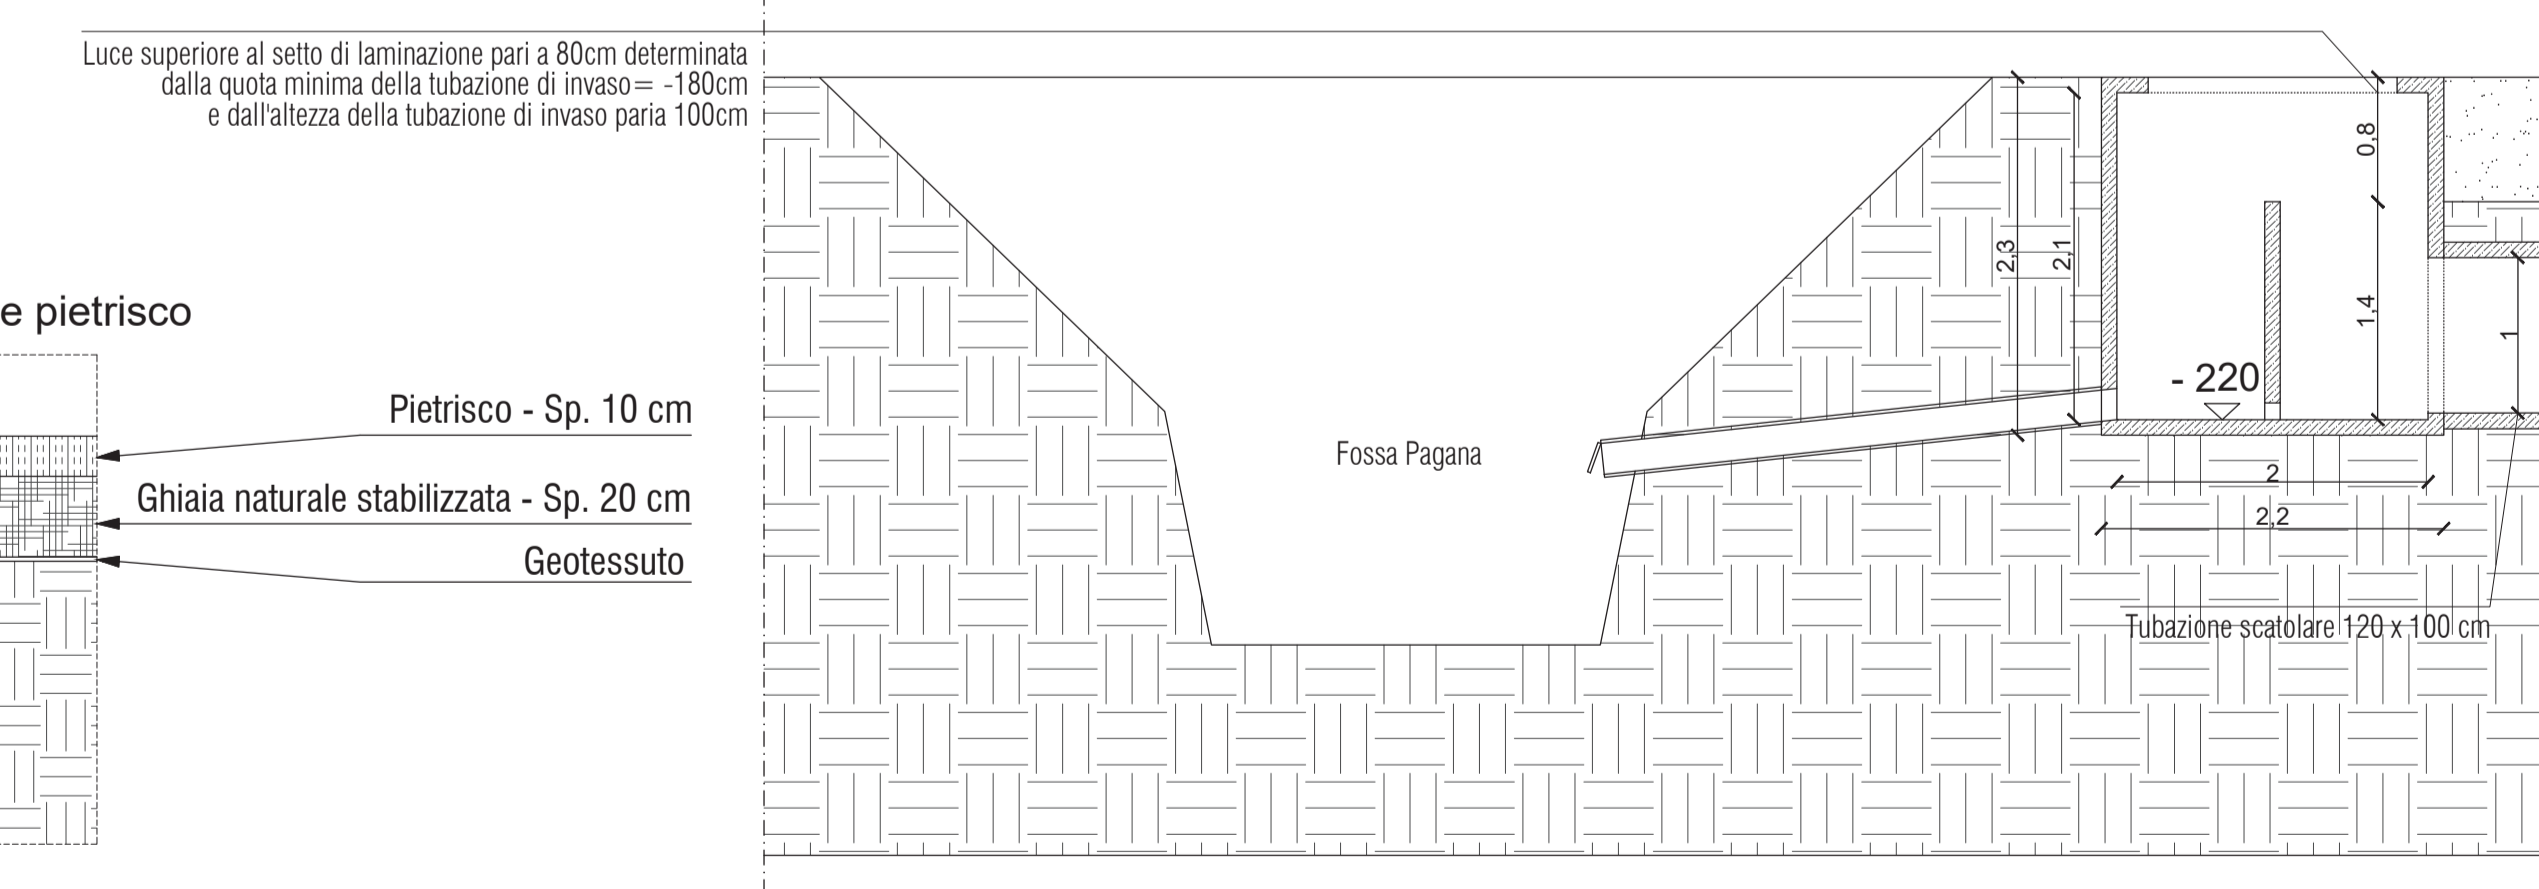 Luce superiore al setto di laminazione pari a 80cm determinata
dalla quota minima della tubazione di invaso= -180cm
e dall'altezza della tubazione di invaso paria 100cm
e pietrisco
Pietrisco - Sp. 10 cm
Ghiaia naturale stabilizzata - Sp. 20 cm
Geotessuto
Fossa Pagana
2,3
2,1
0,8
1,4
1
- 220
2
2,2
Tubazione scatolare 120 x 100 cm